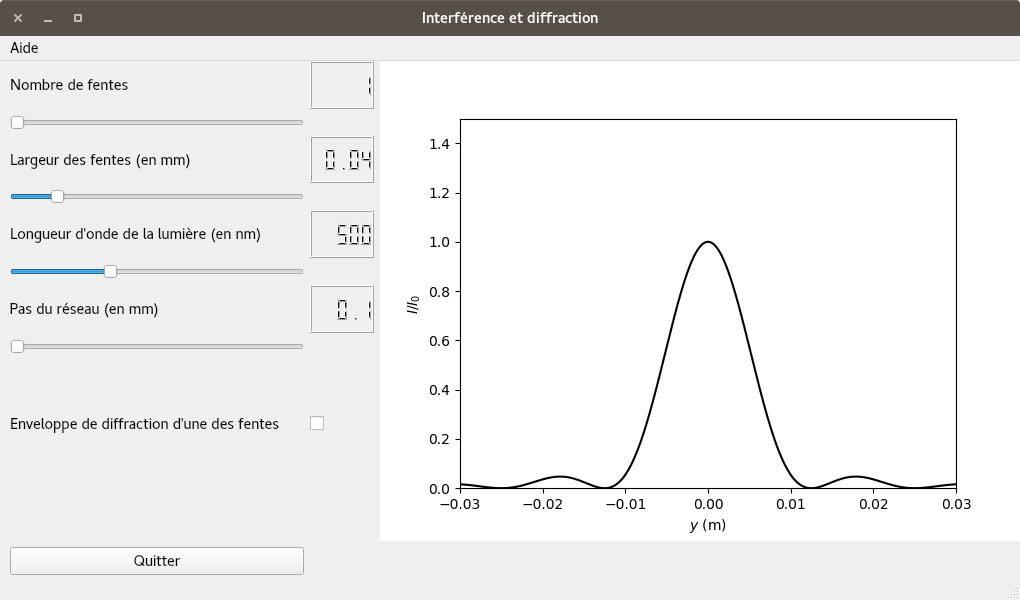 Interférence et diffraction
Aide
Nombre de fentes
1
Largeur des fentes (en mm)
0.04
Longueur d'onde de la lumière (en nm)
500
Pas du réseau (en mm)
0.1
Enveloppe de diffraction d'une des fentes
Quitter
1.4
1.2
1.0
0.8
0.6
0.4
0.2
0.0
I/I₀
−0.03 −0.02 −0.01 0.00 0.01 0.02 0.03
y (m)